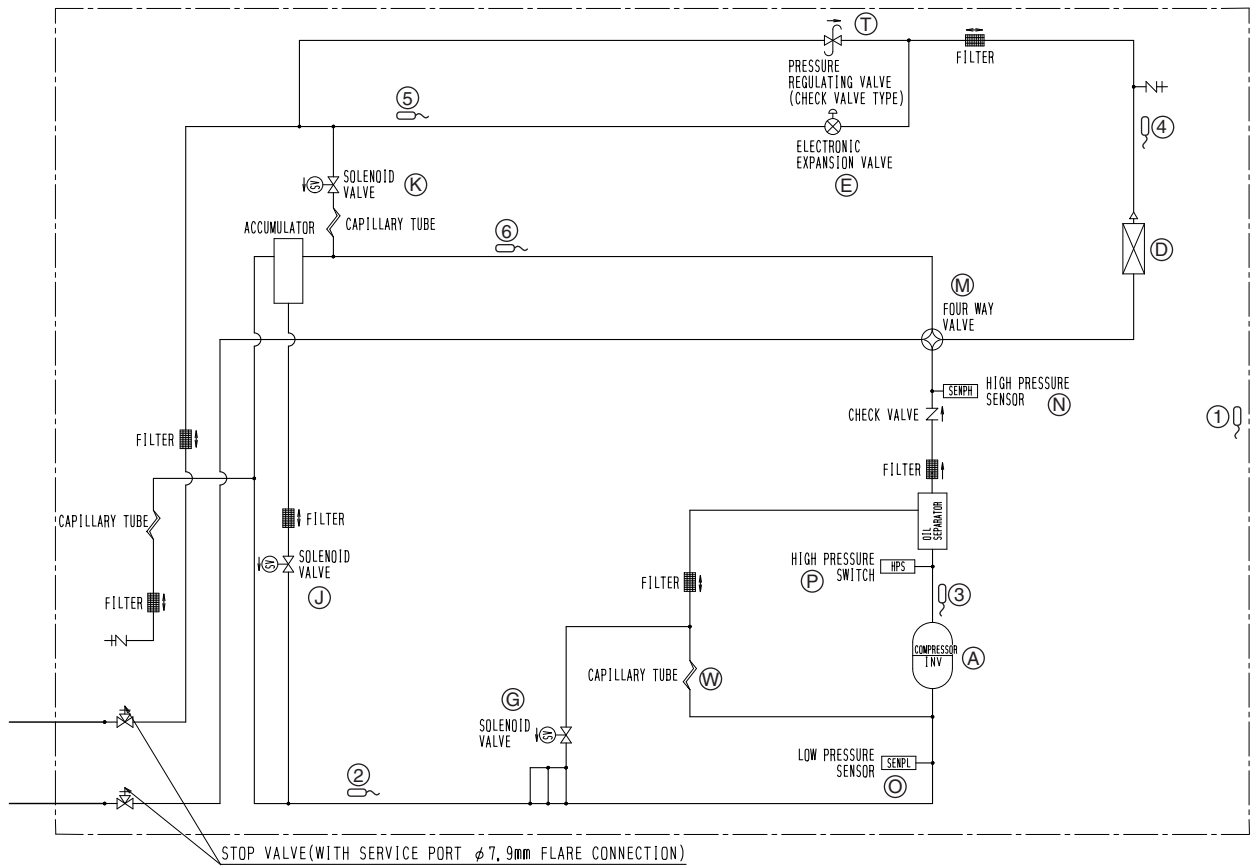 T
PRESSURE
REGULATING VALVE
(CHECK VALVE TYPE)
FILTER
5
4
ELECTRONIC
EXPANSION VALVE
E
SV
SOLENOID
VALVE
K
ACCUMULATOR
CAPILLARY TUBE
6
D
M
FOUR WAY
VALVE
SENPH
HIGH PRESSURE
SENSOR
N
CHECK VALVE
1
FILTER
FILTER
CAPILLARY TUBE
FILTER
OIL
SEPARATOR
SV
SOLENOID
VALVE
J
HIGH PRESSURE
SWITCH
HPS
P
FILTER
3
FILTER
COMPRESSOR
INV
A
CAPILLARY TUBE
W
G
SOLENOID
VALVE
SV
LOW PRESSURE
SENSOR
SENPL
O
2
STOP VALVE(WITH SERVICE PORT φ7,9mm FLARE CONNECTION)